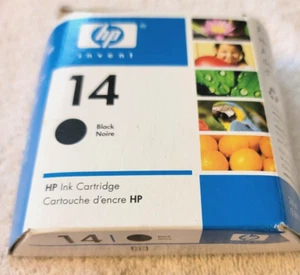 hp
invent
14
Black
Noire
HP Ink Cartridge
Cartouche d'encre HP
14